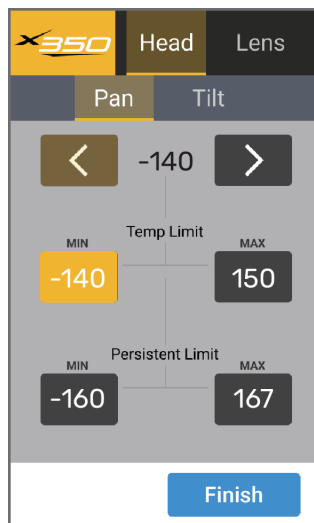 x350 Head Lens
Pan Tilt
< -140 >
Temp Limit
MIN MAX
-140 150
Persistent Limit
MIN MAX
-160 167
Finish